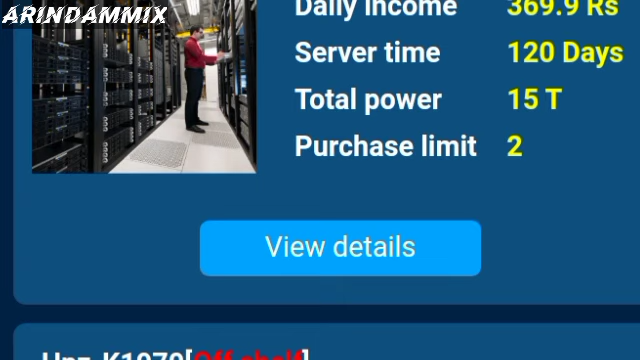 ARINDAMMIX
Daily income 369.9 Rs
Server time 120 Days
Total power 15 T
Purchase limit 2
View details